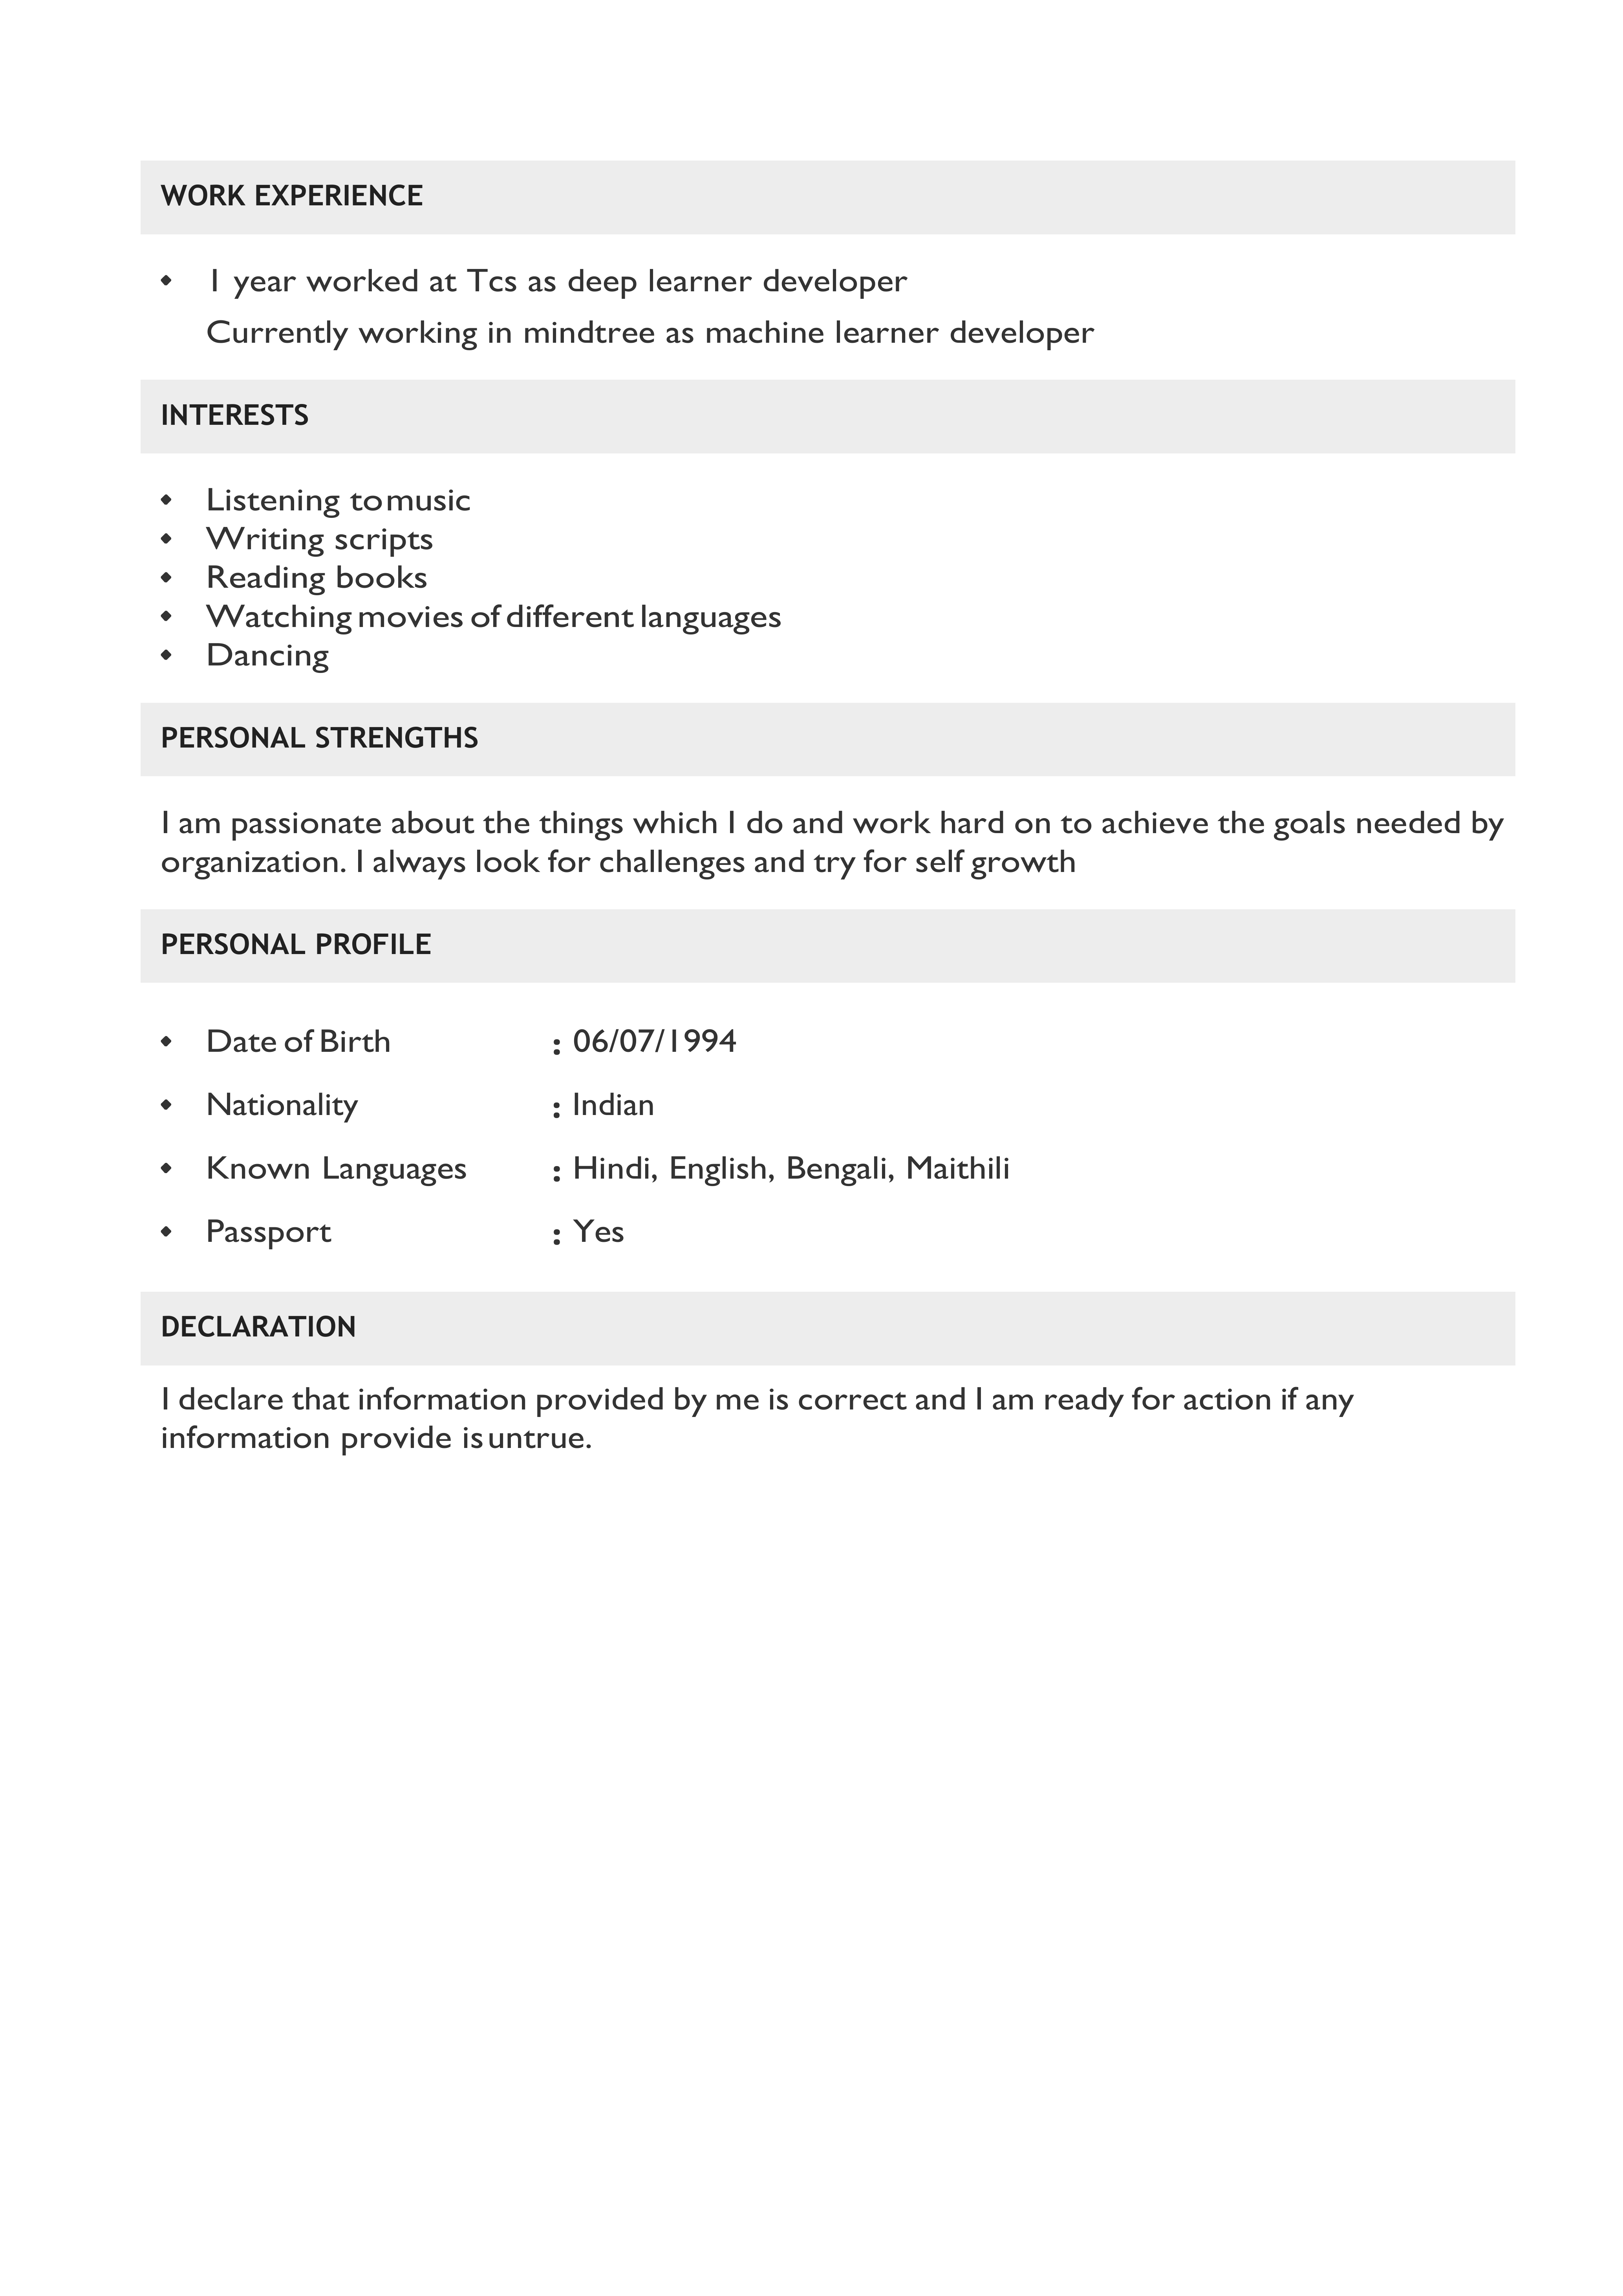 WORK EXPERIENCE
• 1 year worked at Tcs as deep learner developer
Currently working in mindtree as machine learner developer
INTERESTS
• Listening to music
• Writing scripts
• Reading books
• Watching movies of different languages
• Dancing
PERSONAL STRENGTHS
I am passionate about the things which I do and work hard on to achieve the goals needed by
organization. I always look for challenges and try for self growth
PERSONAL PROFILE
• Date of Birth : 06/07/1994
• Nationality : Indian
• Known Languages : Hindi, English, Bengali, Maithili
• Passport : Yes
DECLARATION
I declare that information provided by me is correct and I am ready for action if any
information provide is untrue.